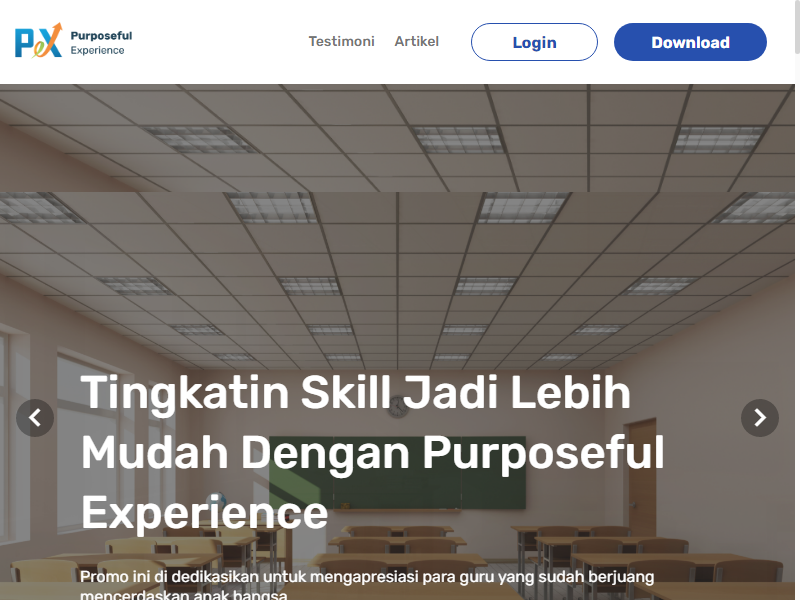 PeX
Purposeful
Experience
Testimoni
Artikel
Login
Download
Tingkatin Skill Jadi Lebih
Mudah Dengan Purposeful
Experience
Promo ini di dedikasikan untuk mengapresiasi para guru yang sudah berjuang
mencerdaskan anak bangsa